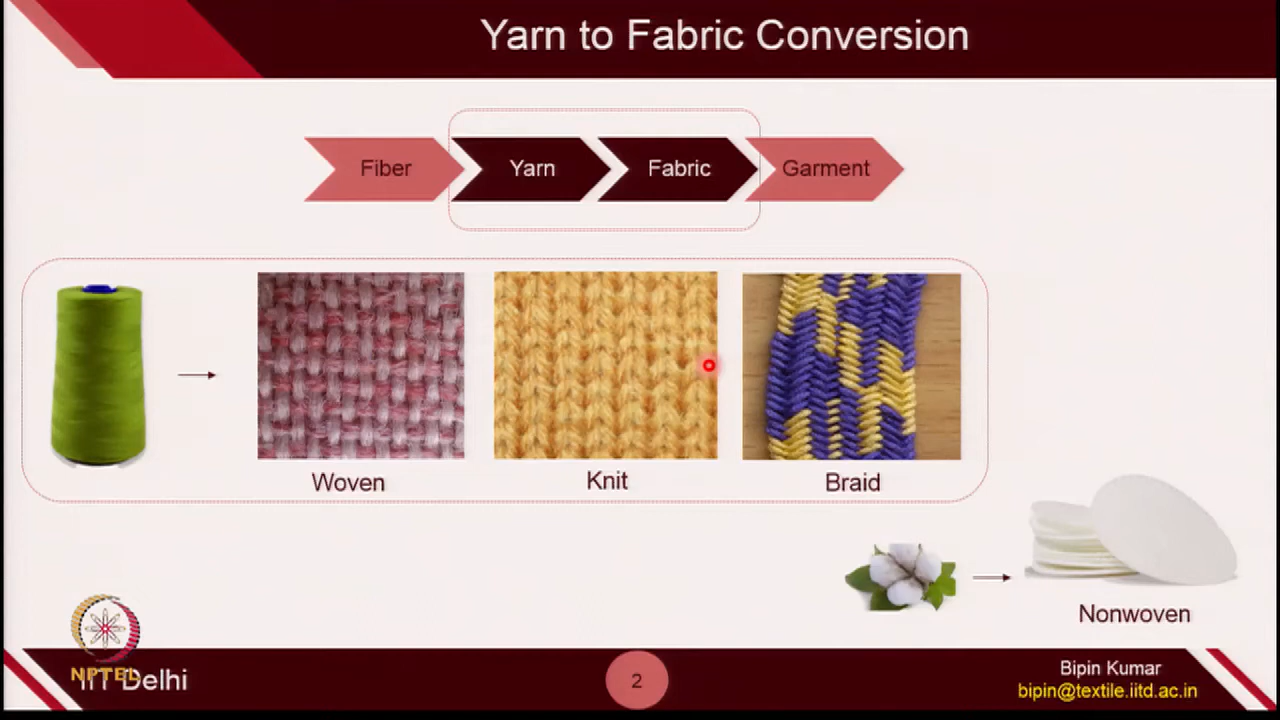 Yarn to Fabric Conversion
Fiber
Yarn
Fabric
Garment
Woven
Knit
Braid
Nonwoven
NPTEL
IIT Delhi
2
Bipin Kumar
bipin@textile.iitd.ac.in